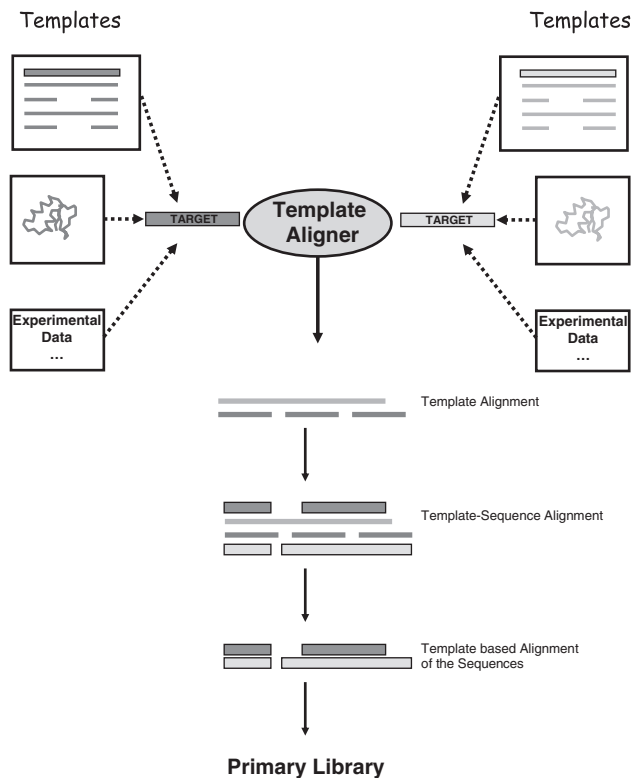 Templates
Templates
TARGET
Template
Aligner
TARGET
Experimental
Data
...
Experimental
Data
...
Template Alignment
Template-Sequence Alignment
Template based Alignment
of the Sequences
Primary Library